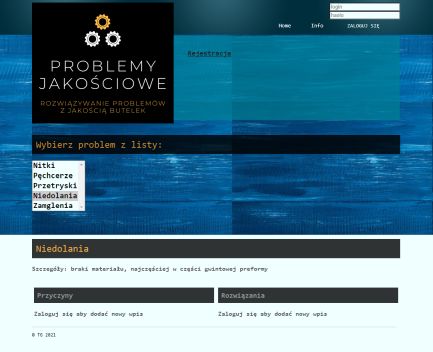 login
hasło
Home Info ZALOGUJ SIĘ
PROBLEMY
JAKOŚCIOWE
ROZWIĄZYWANIE PROBLEMÓW
Z JAKOŚCIĄ BUTELEK
Rejestracja
Wybierz problem z listy:
Nitki
Pęchcerze
Przetryski
Niedolania
Zamglenia
Niedolania
Szczegóły: braki materiału, najczęściej w części gwintowej preformy
Przyczyny Rozwiązania
Zaloguj się aby dodać nowy wpis Zaloguj się aby dodać nowy wpis
© TG 2021